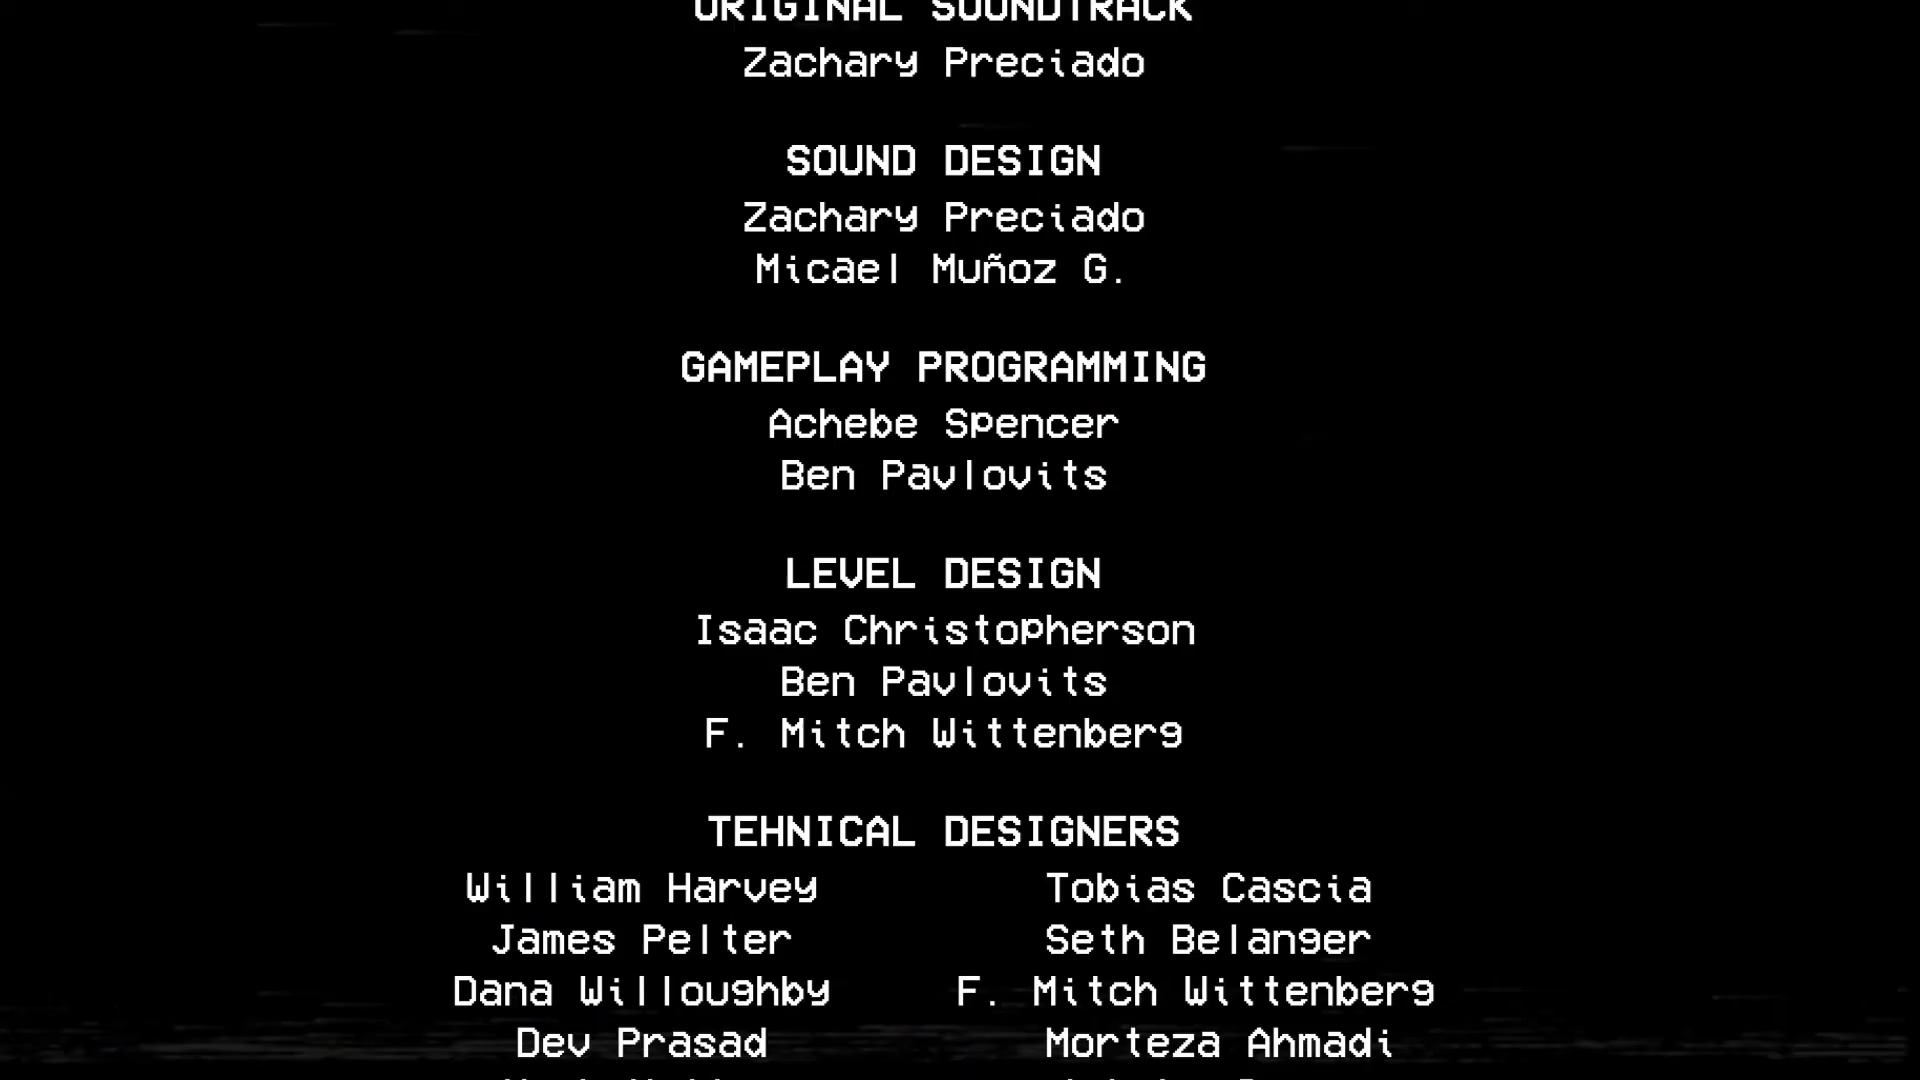 ORIGINAL SOUNDTRACK
Zachary Preciado
SOUND DESIGN
Zachary Preciado
Micael Muñoz G.
GAMEPLAY PROGRAMMING
Achebe Spencer
Ben Pavlovits
LEVEL DESIGN
Isaac Christopherson
Ben Pavlovits
F. Mitch Wittenberg
TEHNICAL DESIGNERS
William Harvey Tobias Cascia
James Pelter Seth Belanger
Dana Willoughby F. Mitch Wittenberg
Dev Prasad Morteza Ahmadi